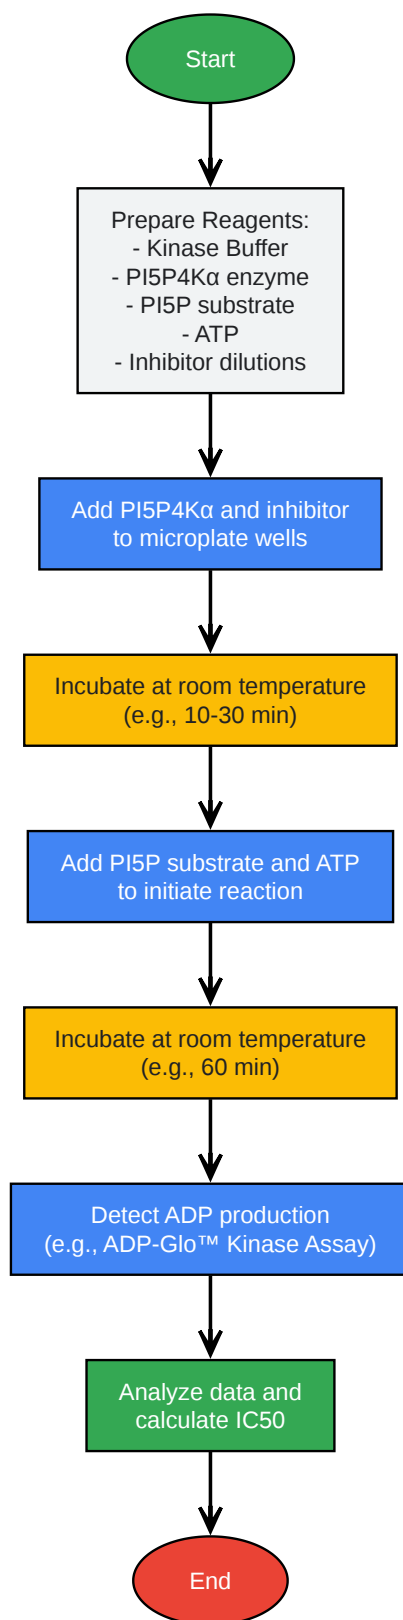 Start
Prepare Reagents:
- Kinase Buffer
- PI5P4Kα enzyme
- PI5P substrate
- ATP
- Inhibitor dilutions
Add PI5P4Kα and inhibitor
to microplate wells
Incubate at room temperature
(e.g., 10-30 min)
Add PI5P substrate and ATP
to initiate reaction
Incubate at room temperature
(e.g., 60 min)
Detect ADP production
(e.g., ADP-Glo™ Kinase Assay)
Analyze data and
calculate IC50
End